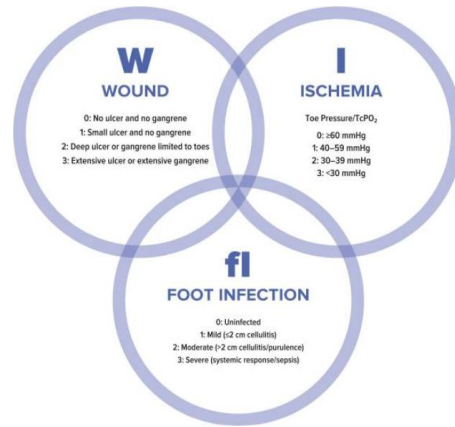 W
WOUND
0: No ulcer and no gangrene
1: Small ulcer and no gangrene
2: Deep ulcer or gangrene limited to toes
3: Extensive ulcer or extensive gangrene
I
ISCHEMIA
Toe Pressure/TcPO₂
0: ≥60 mmHg
1: 40–59 mmHg
2: 30–39 mmHg
3: <30 mmHg
fI
FOOT INFECTION
0: Uninfected
1: Mild (≤2 cm cellulitis)
2: Moderate (>2 cm cellulitis/purulence)
3: Severe (systemic response/sepsis)